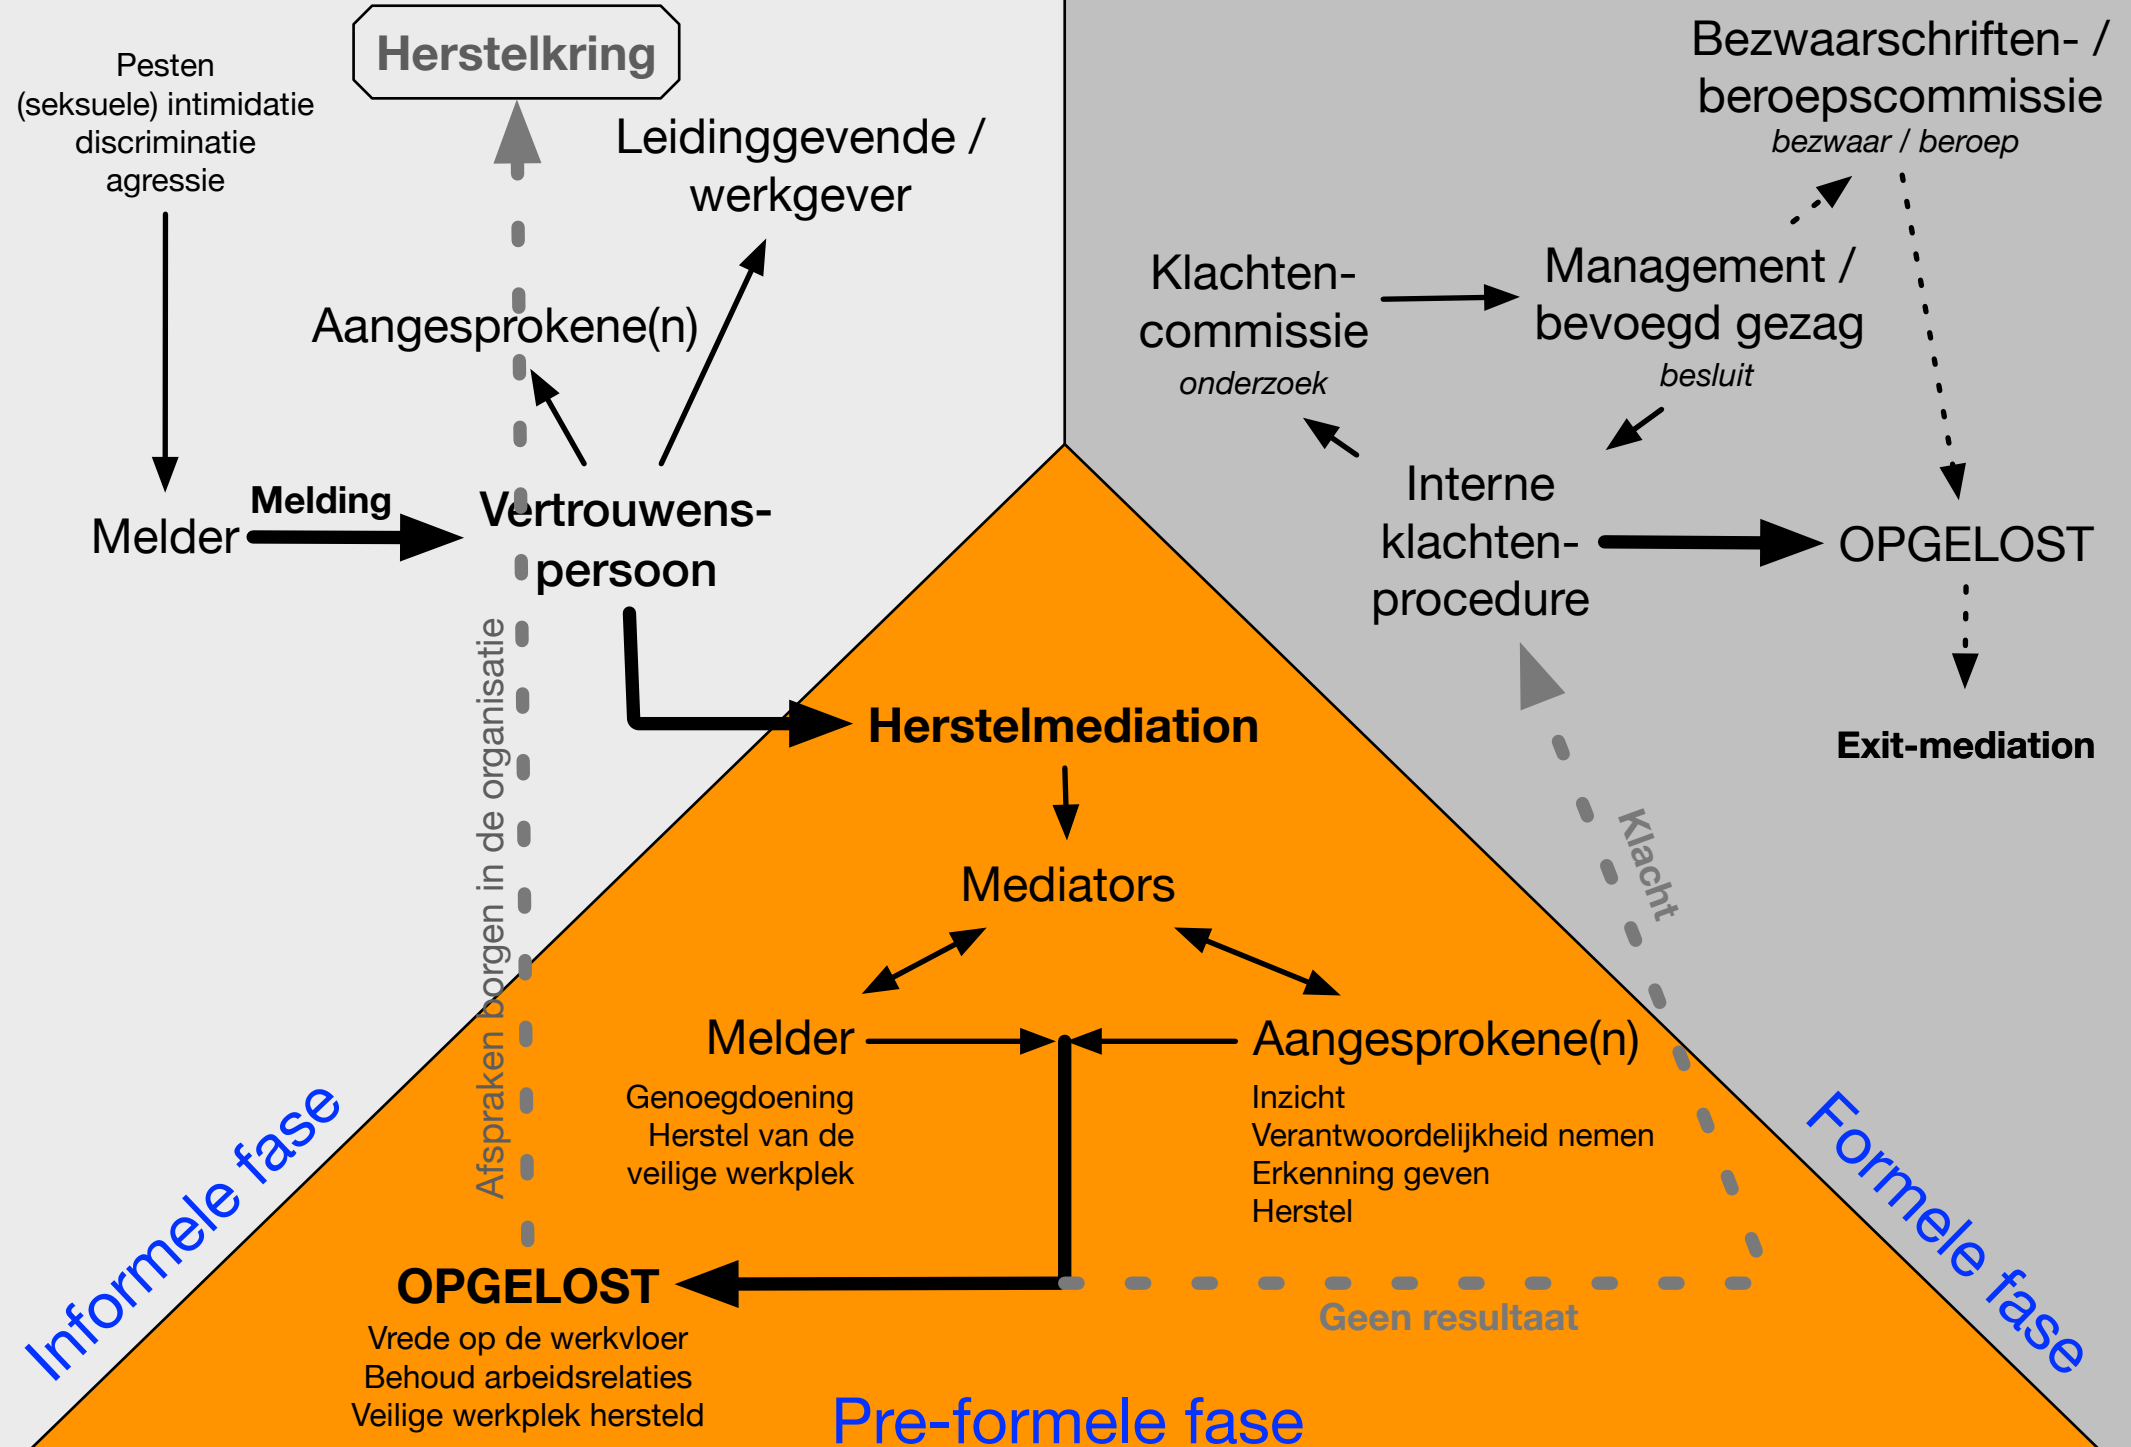 Pesten
(seksuele) intimidatie
discriminatie
agressie
Herstelkring
Leidinggevende /
werkgever
Aangesprokene(n)
Melder
Melding
Vertrouwens-
persoon
Afspraken borgen in de organisatie
Informele fase
Bezwaarschriften- /
beroepscommissie
bezwaar / beroep
Klachten-
commissie
onderzoek
Management /
bevoegd gezag
besluit
Interne
klachten-
procedure
OPGELOST
Exit-mediation
Klacht
Formele fase
Herstelmediation
Mediators
Melder
Genoegdoening
Herstel van de
veilige werkplek
Aangesprokene(n)
Inzicht
Verantwoordelijkheid nemen
Erkenning geven
Herstel
OPGELOST
Vrede op de werkvloer
Behoud arbeidsrelaties
Veilige werkplek hersteld
Geen resultaat
Pre-formele fase